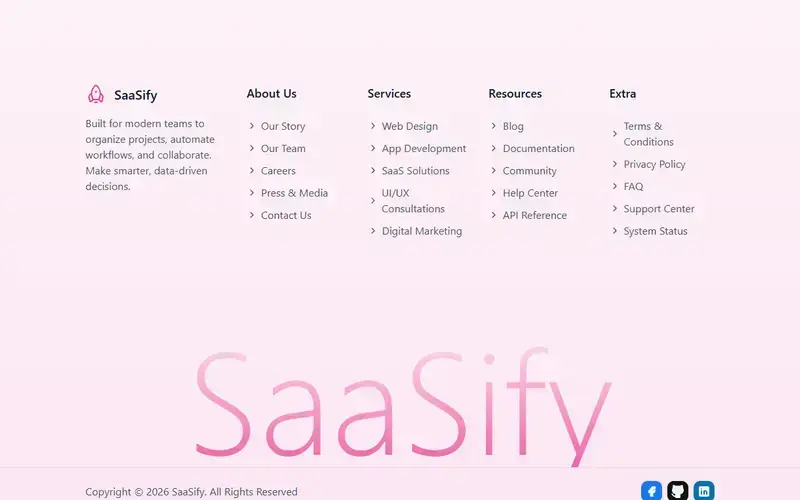 SaaSify
Built for modern teams to
organize projects, automate
workflows, and collaborate.
Make smarter, data-driven
decisions.
About Us
Our Story
Our Team
Careers
Press & Media
Contact Us
Services
Web Design
App Development
SaaS Solutions
UI/UX
Consultations
Digital Marketing
Resources
Blog
Documentation
Community
Help Center
API Reference
Extra
Terms &
Conditions
Privacy Policy
FAQ
Support Center
System Status
SaaSify
Copyright © 2026 SaaSify. All Rights Reserved